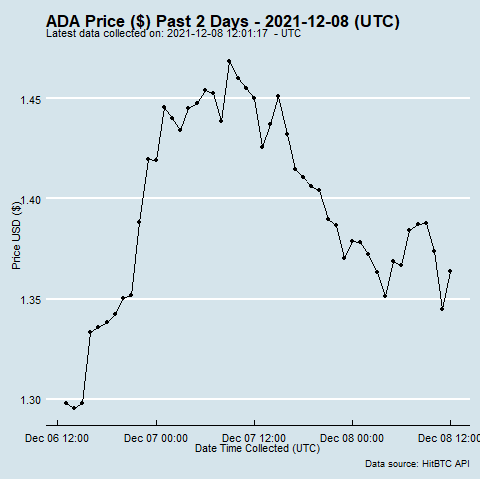 ADA Price ($) Past 2 Days - 2021-12-08 (UTC)
Latest data collected on: 2021-12-08 12:01:17 - UTC
1.45
1.40
1.35
1.30
Price USD ($)
Dec 06 12:00 Dec 07 00:00 Dec 07 12:00 Dec 08 00:00 Dec 08 12:00
Date Time Collected (UTC)
Data source: HitBTC API